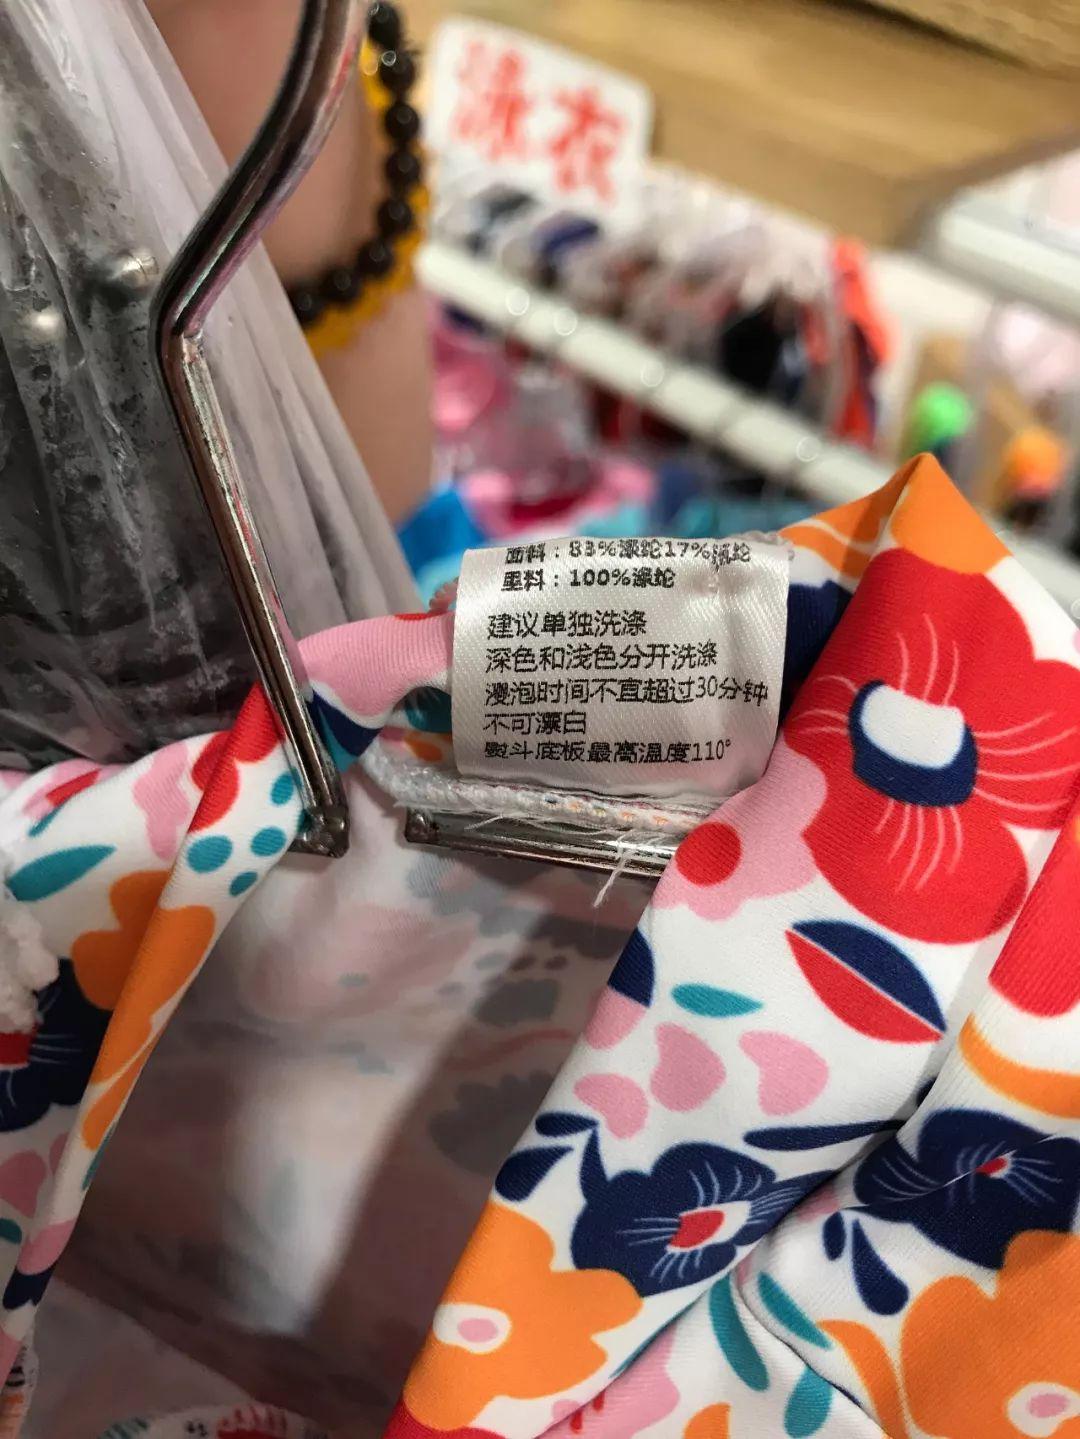 泳衣
面料：83%涤纶17%氨纶
里料：100%涤纶
建议单独洗涤
深色和浅色分开洗涤
浸泡时间不宜超过30分钟
不可漂白
熨斗底板最高温度110°